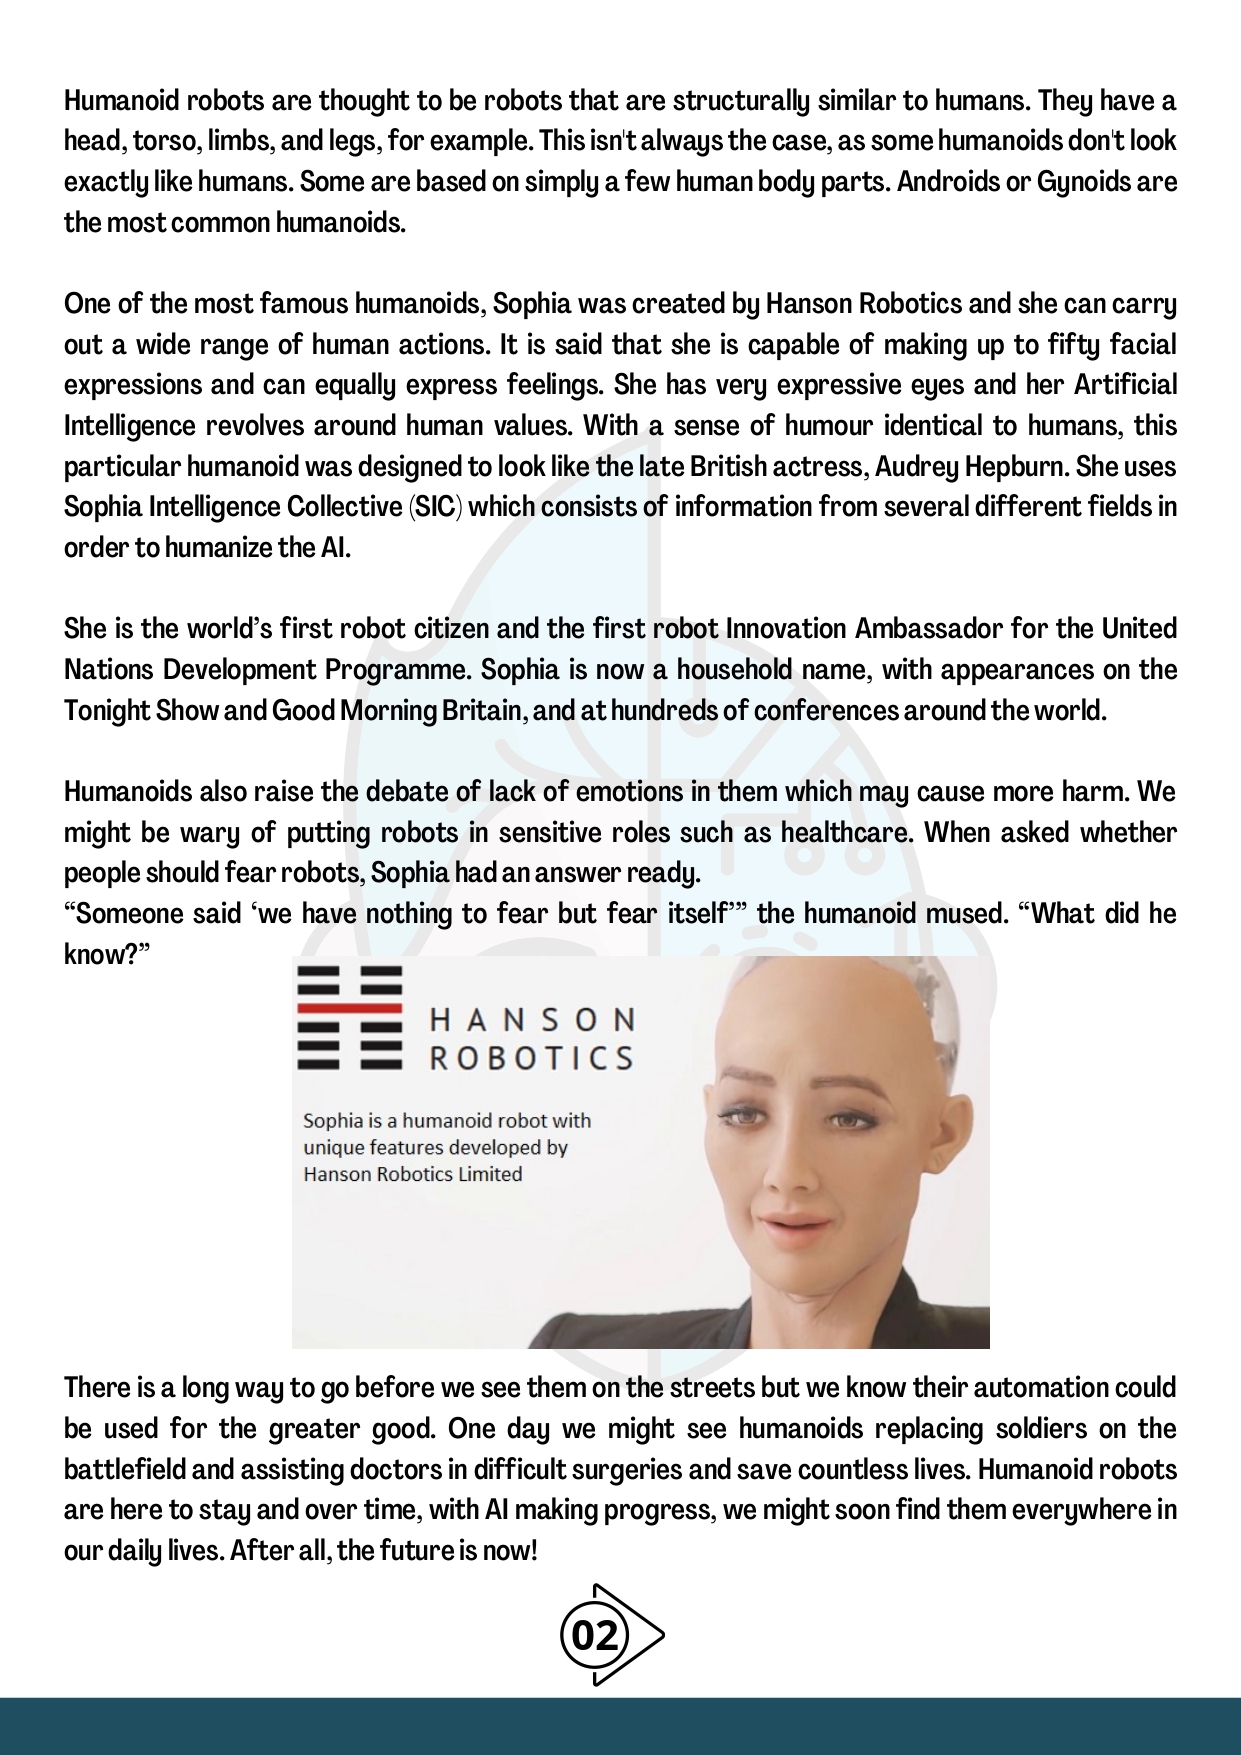 Humanoid robots are thought to be robots that are structurally similar to humans. They have a
head, torso, limbs, and legs, for example. This isn't always the case, as some humanoids don't look
exactly like humans. Some are based on simply a few human body parts. Androids or Gynoids are
the most common humanoids.
One of the most famous humanoids, Sophia was created by Hanson Robotics and she can carry
out a wide range of human actions. It is said that she is capable of making up to fifty facial
expressions and can equally express feelings. She has very expressive eyes and her Artificial
Intelligence revolves around human values. With a sense of humour identical to humans, this
particular humanoid was designed to look like the late British actress, Audrey Hepburn. She uses
Sophia Intelligence Collective (SIC) which consists of information from several different fields in
order to humanize the AI.
She is the world’s first robot citizen and the first robot Innovation Ambassador for the United
Nations Development Programme. Sophia is now a household name, with appearances on the
Tonight Show and Good Morning Britain, and at hundreds of conferences around the world.
Humanoids also raise the debate of lack of emotions in them which may cause more harm. We
might be wary of putting robots in sensitive roles such as healthcare. When asked whether
people should fear robots, Sophia had an answer ready.
“Someone said ‘we have nothing to fear but fear itself’” the humanoid mused. “What did he
know?”
HANSON
ROBOTICS
Sophia is a humanoid robot with
unique features developed by
Hanson Robotics Limited
There is a long way to go before we see them on the streets but we know their automation could
be used for the greater good. One day we might see humanoids replacing soldiers on the
battlefield and assisting doctors in difficult surgeries and save countless lives. Humanoid robots
are here to stay and over time, with AI making progress, we might soon find them everywhere in
our daily lives. After all, the future is now!
02